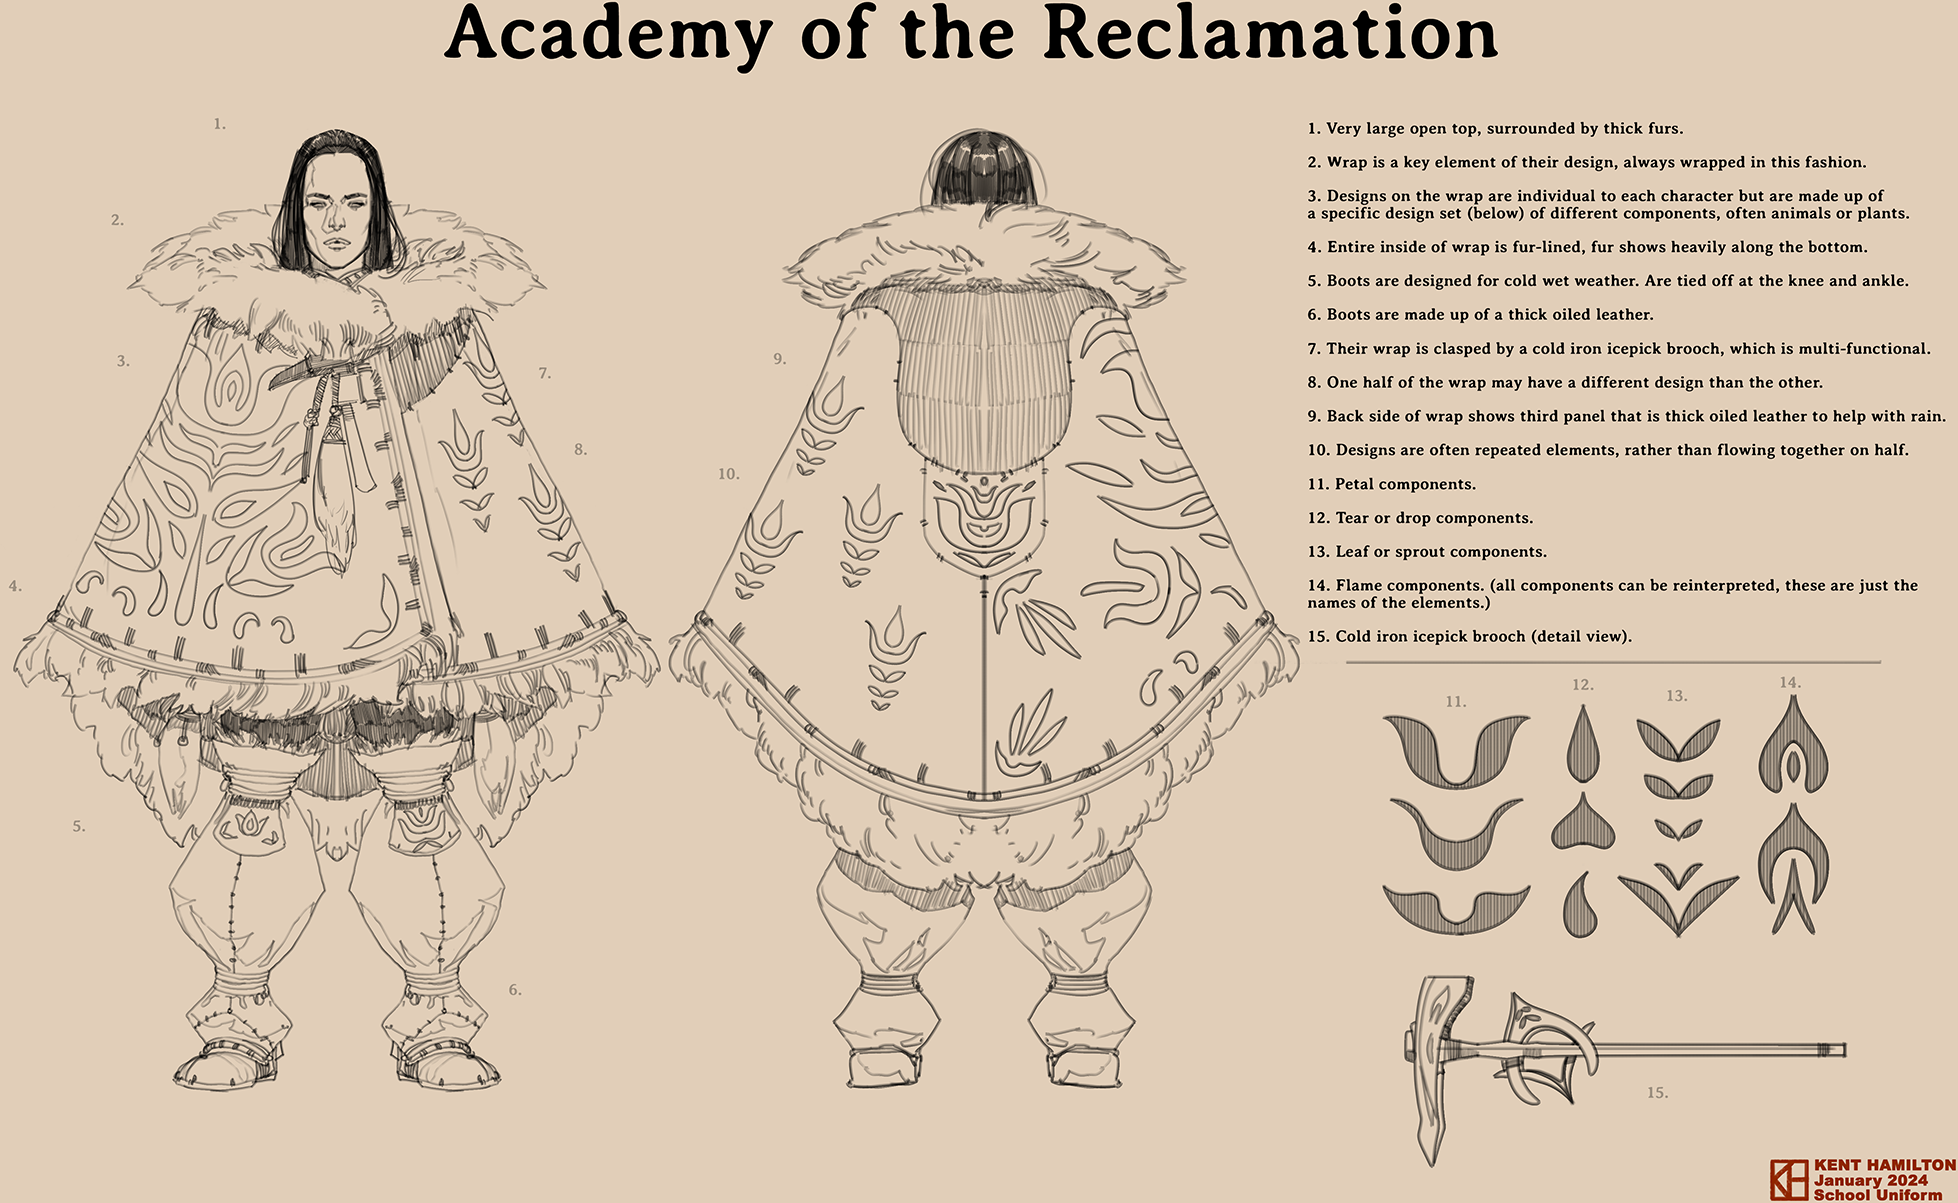 Academy of the Reclamation
1.
2.
3.
4.
5.
6.
7.
8.
9.
10.
1. Very large open top, surrounded by thick furs.
2. Wrap is a key element of their design, always wrapped in this fashion.
3. Designs on the wrap are individual to each character but are made up of
a specific design set (below) of different components, often animals or plants.
4. Entire inside of wrap is fur-lined, fur shows heavily along the bottom.
5. Boots are designed for cold wet weather. Are tied off at the knee and ankle.
6. Boots are made up of a thick oiled leather.
7. Their wrap is clasped by a cold iron icepick brooch, which is multi-functional.
8. One half of the wrap may have a different design than the other.
9. Back side of wrap shows third panel that is thick oiled leather to help with rain.
10. Designs are often repeated elements, rather than flowing together on half.
11. Petal components.
12. Tear or drop components.
13. Leaf or sprout components.
14. Flame components. (all components can be reinterpreted, these are just the
names of the elements.)
15. Cold iron icepick brooch (detail view).
11.
12.
13.
14.
15.
KENT HAMILTON
January 2024
School Uniform